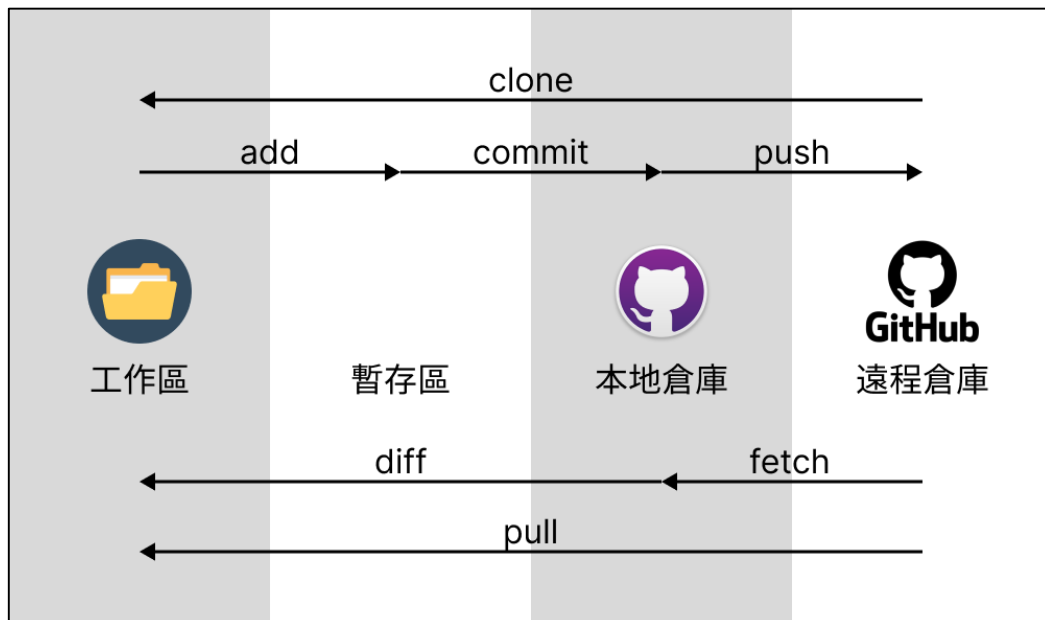 clone
add commit push
GitHub
工作區 暫存區 本地倉庫 遠程倉庫
diff fetch
pull